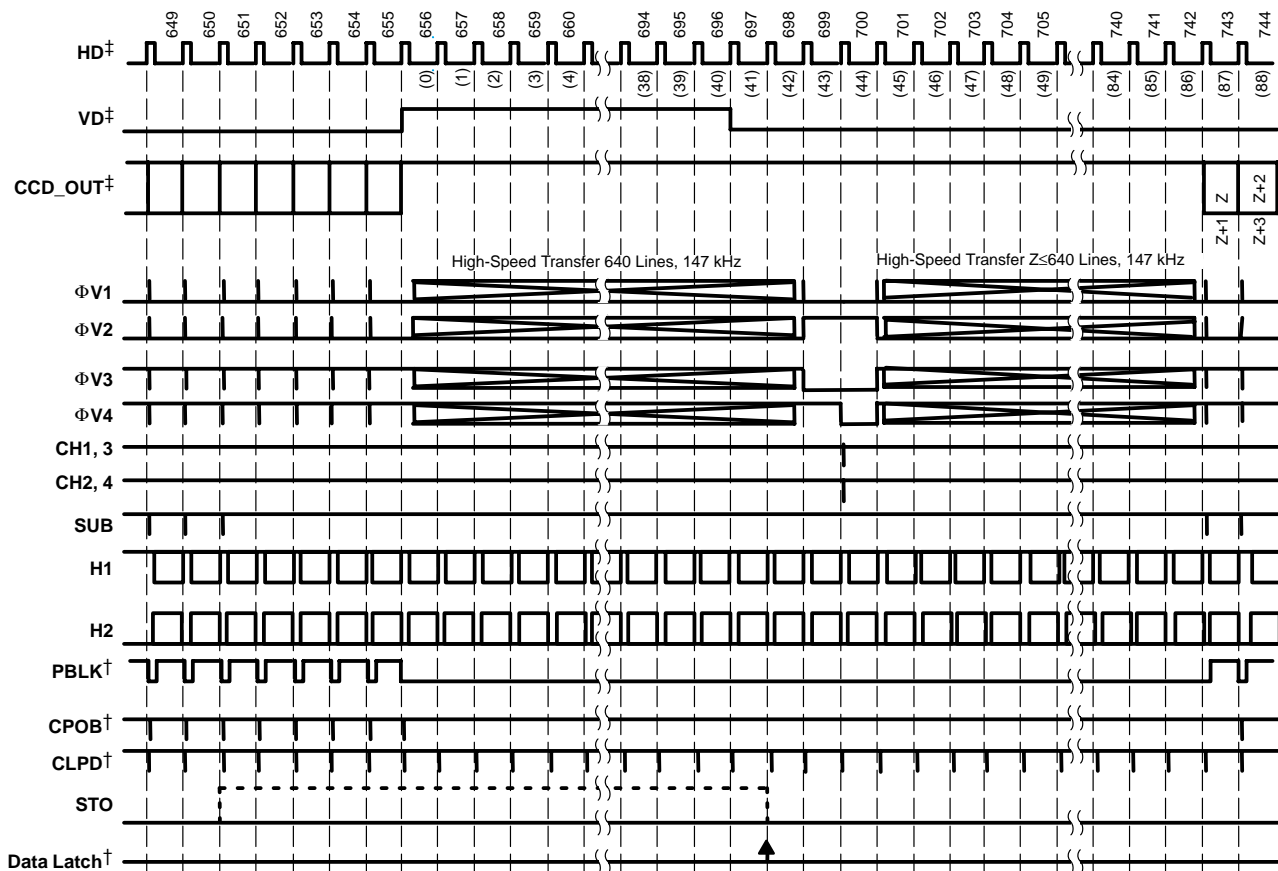 649 650 651 652 653 654 655 656 657 658 659 660 694 695 696 697 698 699 700 701 702 703 704 705 740 741 742 743 744
HD‡
(0) (1) (2) (3) (4) (38) (39) (40) (41) (42) (43) (44) (45) (46) (47) (48) (49) (84) (85) (86) (87) (88)
VD‡
CCD_OUT‡
Z Z+2
Z+1 Z+3
High-Speed Transfer 640 Lines, 147 kHz
High-Speed Transfer Z≤640 Lines, 147 kHz
ΦV1
ΦV2
ΦV3
ΦV4
CH1, 3
CH2, 4
SUB
H1
H2
PBLK†
CPOB†
CLPD†
STO
Data Latch†